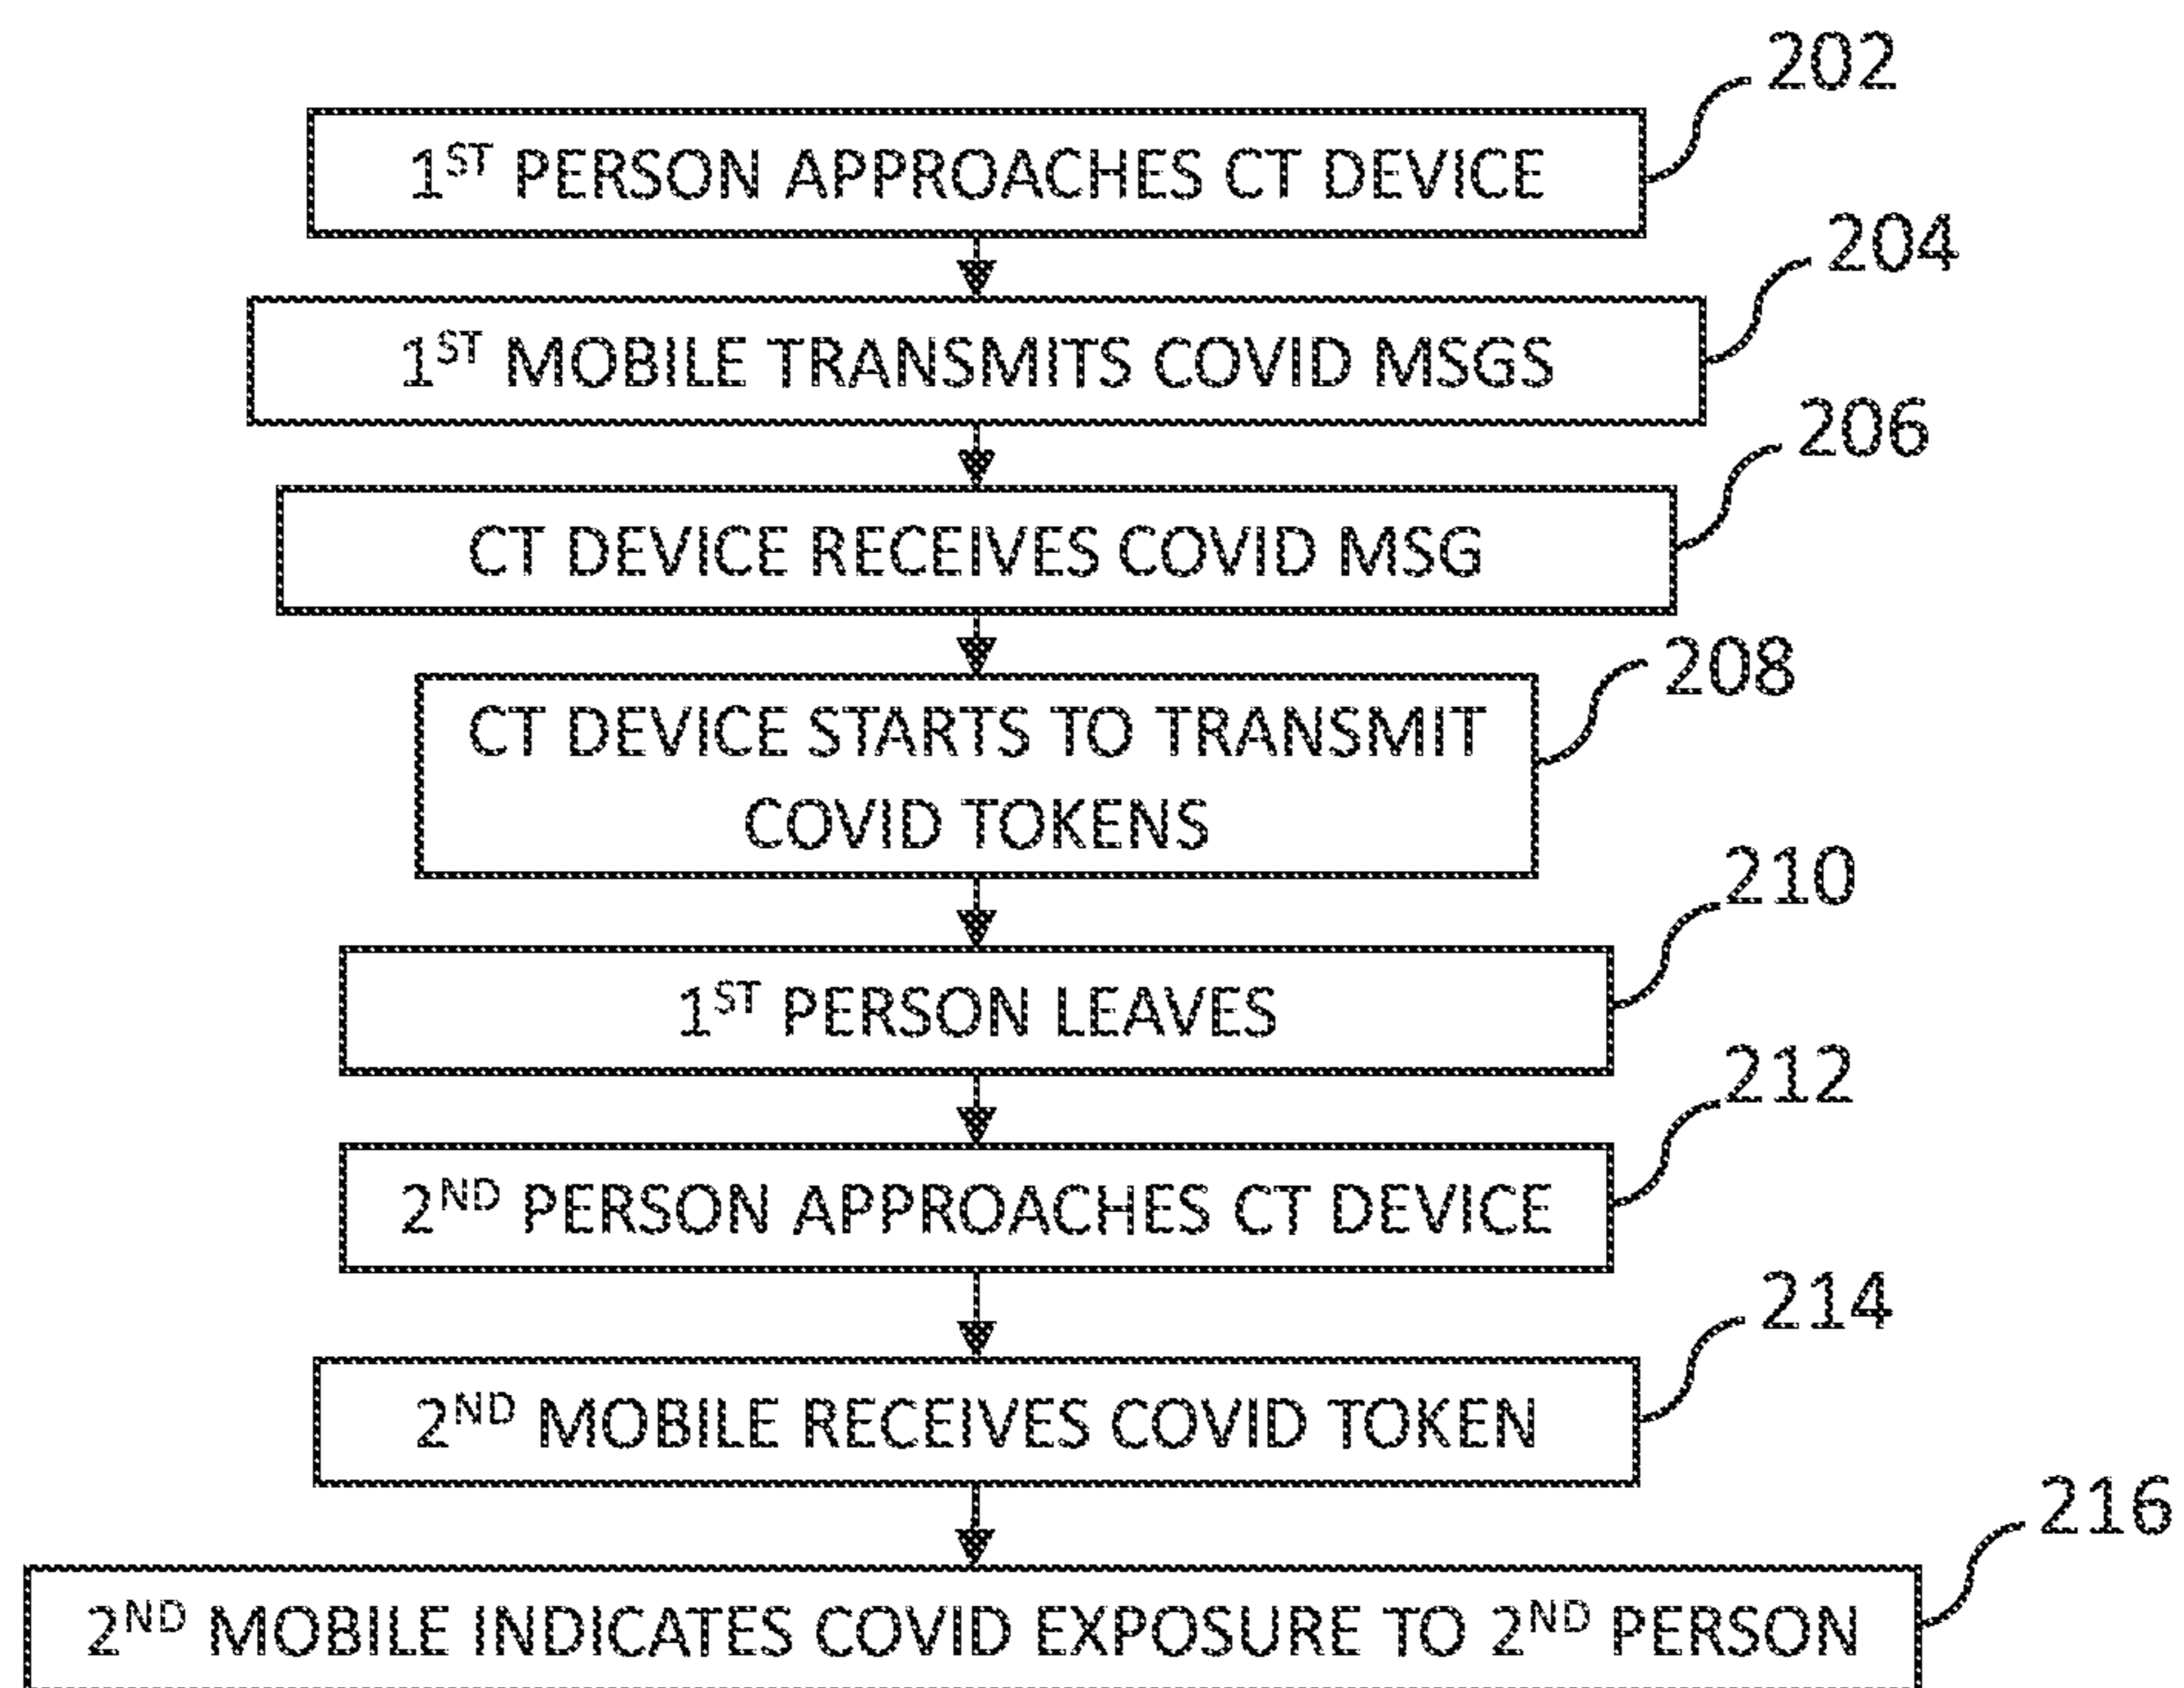 202
1ST PERSON APPROACHES CT DEVICE
204
1ST MOBILE TRANSMITS COVID MSGS
206
CT DEVICE RECEIVES COVID MSG
208
CT DEVICE STARTS TO TRANSMIT
COVID TOKENS
210
1ST PERSON LEAVES
212
2ND PERSON APPROACHES CT DEVICE
214
2ND MOBILE RECEIVES COVID TOKEN
216
2ND MOBILE INDICATES COVID EXPOSURE TO 2ND PERSON